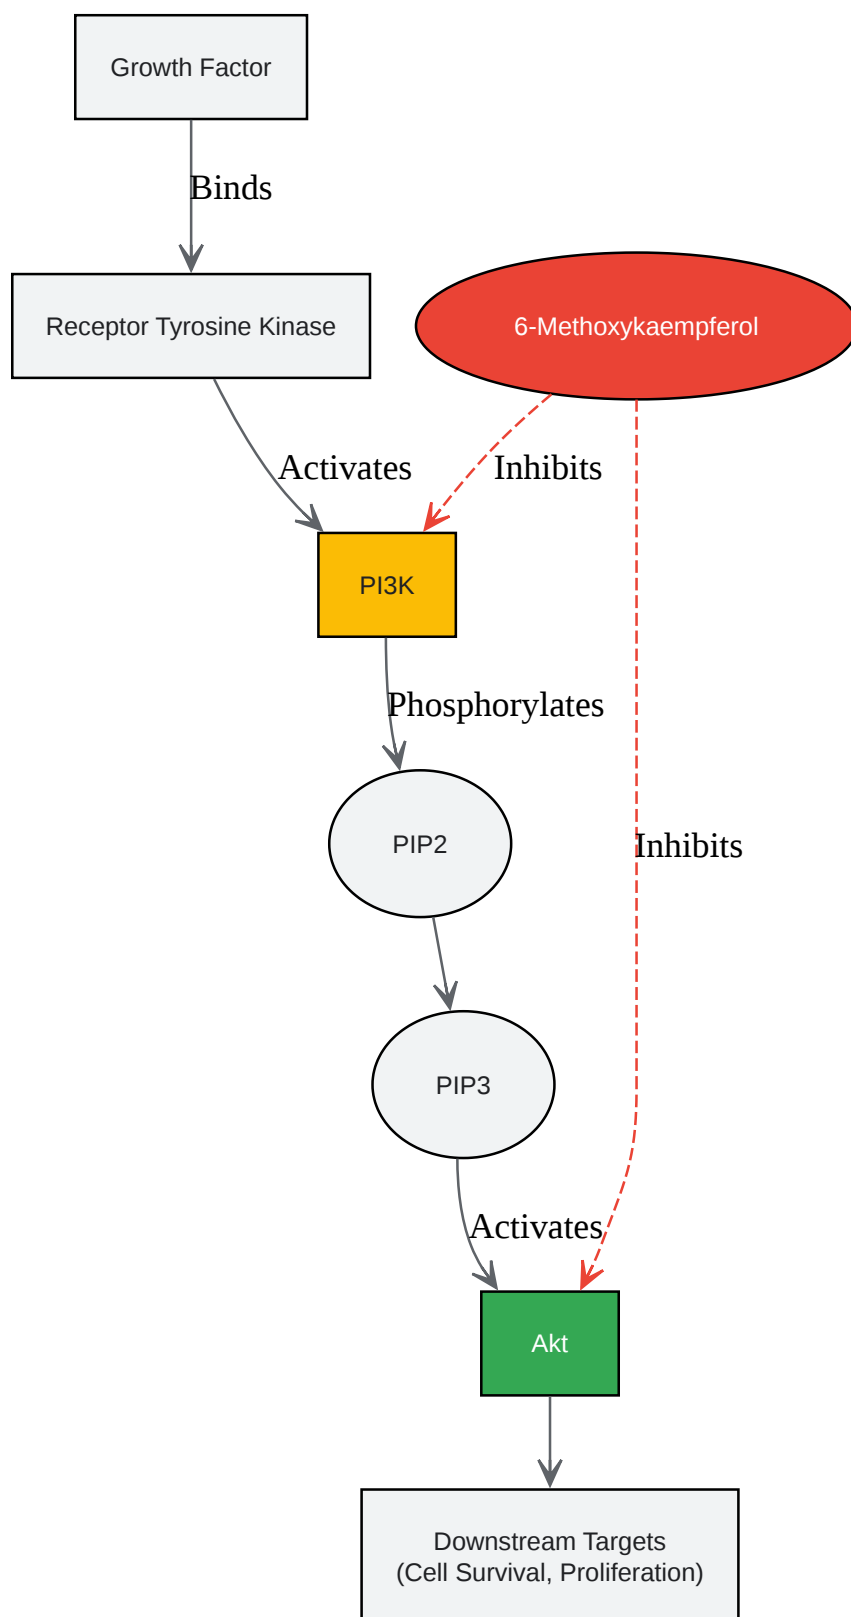 Growth Factor
Binds
Receptor Tyrosine Kinase
6-Methoxykaempferol
Activates
Inhibits
PI3K
Phosphorylates
PIP2
Inhibits
PIP3
Activates
Akt
Downstream Targets
(Cell Survival, Proliferation)